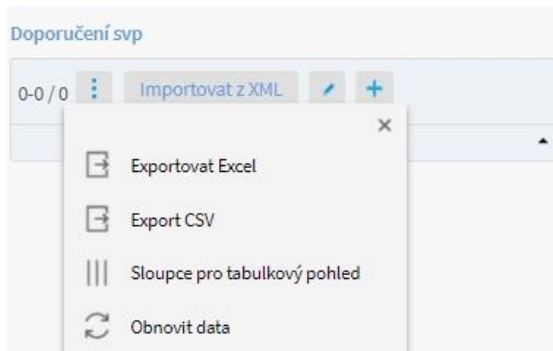 Doporučení svp
0-0 / 0 Importovat z XML
Exportovat Excel
Export CSV
Sloupce pro tabulkový pohled
Obnovit data